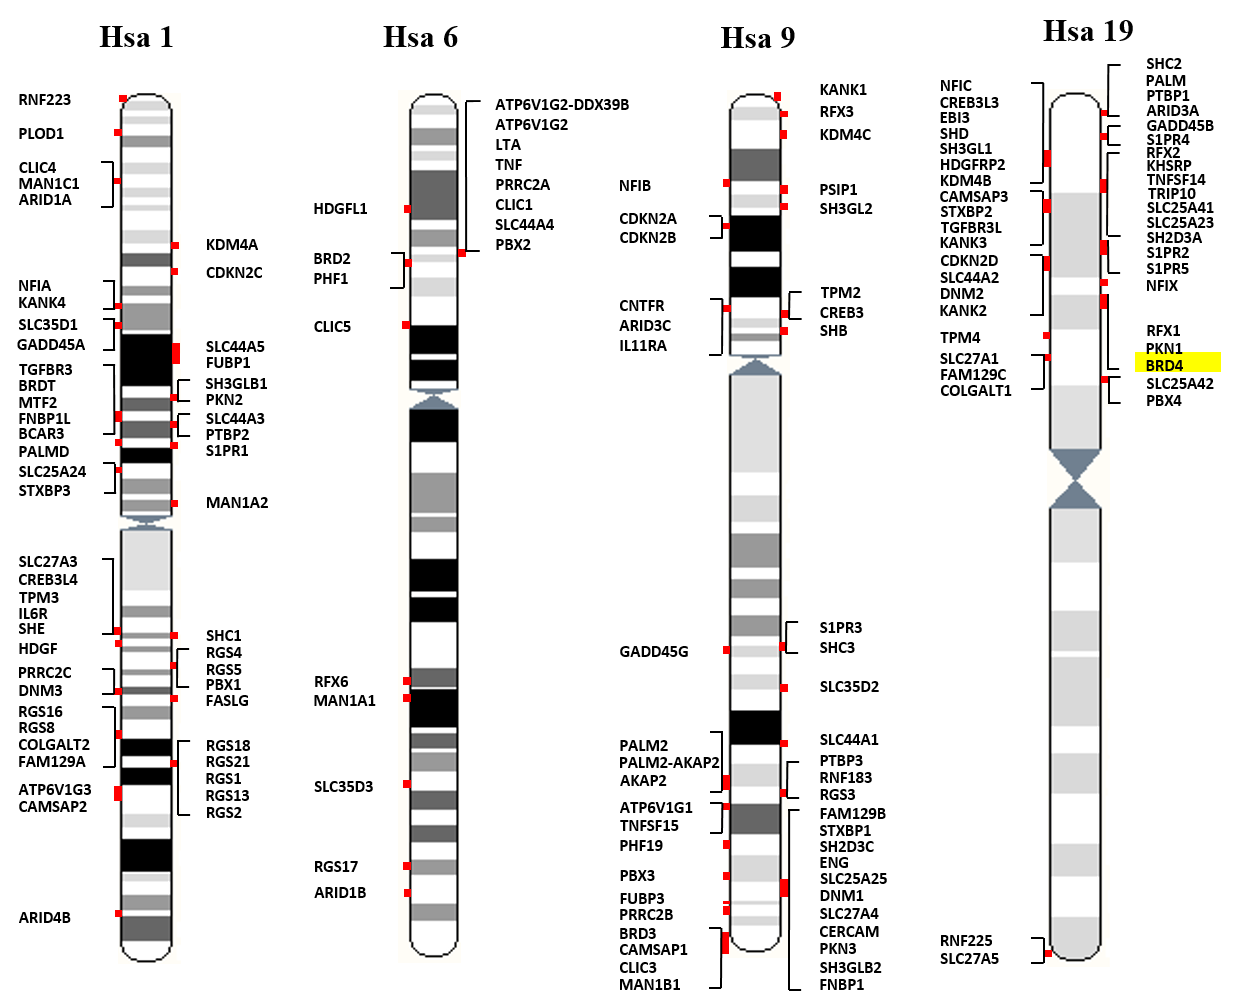 Hsa 1
RNF223
PLOD1
CLIC4
MAN1C1
ARID1A
NFIA
KANK4
SLC35D1
GADD45A
TGFBR3
BRDT
MTF2
FNBP1L
BCAR3
PALMD
SLC25A24
STXBP3
SLC27A3
CREB3L4
TPM3
IL6R
SHE
HDGF
PRRC2C
DNM3
RGS16
RGS8
COLGALT2
FAM129A
ATP6V1G3
CAMSAP2
ARID4B
KDM4A
CDKN2C
SLC44A5
FUBP1
SH3GLB1
PKN2
SLC44A3
PTBP2
S1PR1
MAN1A2
SHC1
RGS4
RGS5
PBX1
FASLG
RGS18
RGS21
RGS1
RGS13
RGS2
Hsa 6
HDGFL1
BRD2
PHF1
CLIC5
RFX6
MAN1A1
SLC35D3
RGS17
ARID1B
ATP6V1G2-DDX39B
ATP6V1G2
LTA
TNF
PRRC2A
CLIC1
SLC44A4
PBX2
Hsa 9
NFIB
CDKN2A
CDKN2B
CNTFR
ARID3C
IL11RA
GADD45G
PALM2
PALM2-AKAP2
AKAP2
ATP6V1G1
TNFSF15
PHF19
PBX3
FUBP3
PRRC2B
BRD3
CAMSAP1
CLIC3
MAN1B1
KANK1
RFX3
KDM4C
PSIP1
SH3GL2
TPM2
CREB3
SHB
S1PR3
SHC3
SLC35D2
SLC44A1
PTBP3
RNF183
RGS3
FAM129B
STXBP1
SH2D3C
ENG
SLC25A25
DNM1
SLC27A4
CERCAM
PKN3
SH3GLB2
FNBP1
Hsa 19
NFIC
CREB3L3
EBI3
SHD
SH3GL1
HDGFRP2
KDM4B
CAMSAP3
STXBP2
TGFBR3L
KANK3
CDKN2D
SLC44A2
DNM2
KANK2
TPM4
SLC27A1
FAM129C
COLGALT1
RNF225
SLC27A5
SHC2
PALM
PTBP1
ARID3A
GADD45B
S1PR4
RFX2
KHSRP
TNFSF14
TRIP10
SLC25A41
SLC25A23
SH2D3A
S1PR2
S1PR5
NFIX
RFX1
PKN1
BRD4
SLC25A42
PBX4